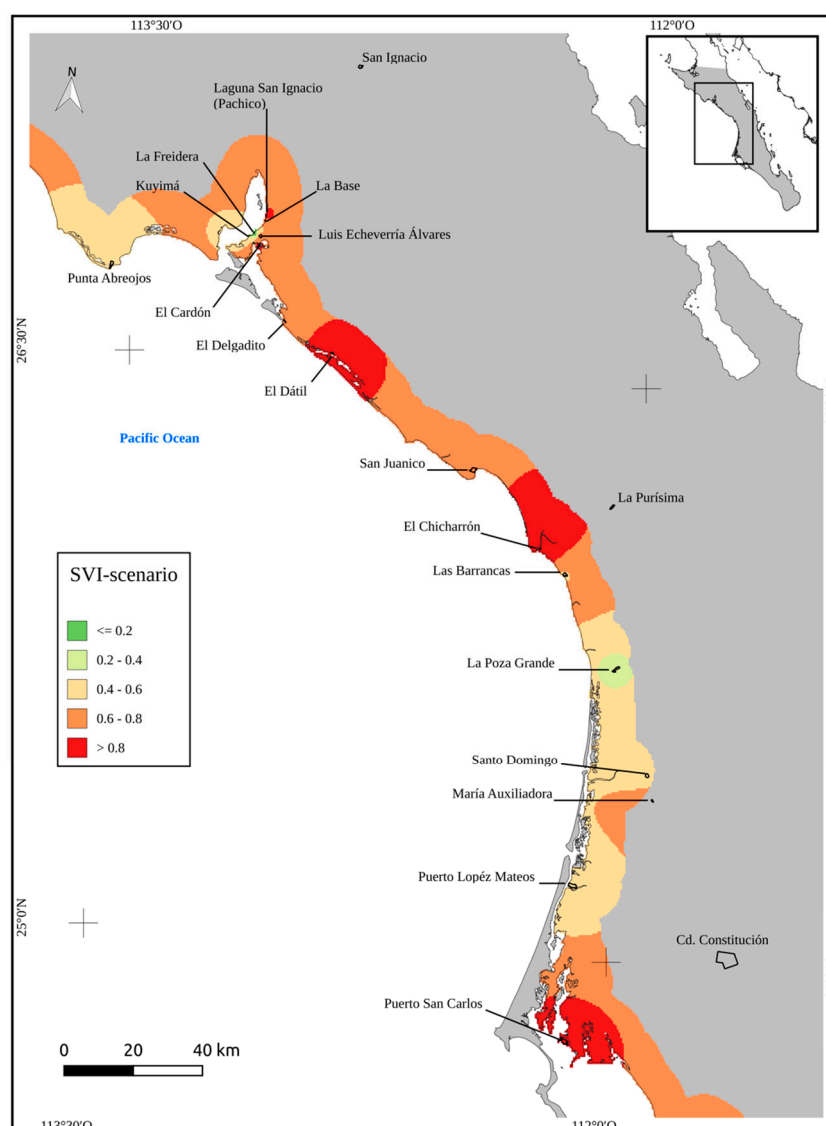 113°30'O
112°0'O
San Ignacio
N
Laguna San Ignacio
(Pachico)
La Freidera
Kuyimá
La Base
Luis Echeverría Álvares
Punta Abreojos
El Cardón
26°30'N
El Delgadito
El Dátil
Pacific Ocean
San Juanico
La Purísima
El Chicharrón
Las Barrancas
SVI-scenario
<= 0.2
0.2 - 0.4
0.4 - 0.6
0.6 - 0.8
> 0.8
La Poza Grande
Santo Domingo
María Auxiliadora
Puerto Lopéz Mateos
25°0'N
Cd. Constitución
Puerto San Carlos
0 20 40 km
113°30'O
112°0'O